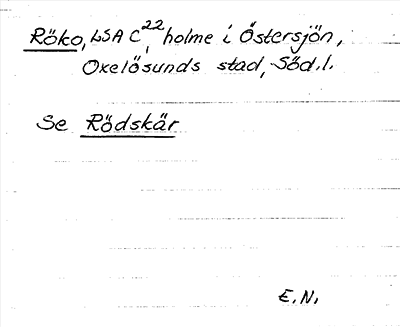 Röko, LSA C22, holme i Östersjön,
Oxelösunds stad, Söd.l.
Se Rödskär
E.N.